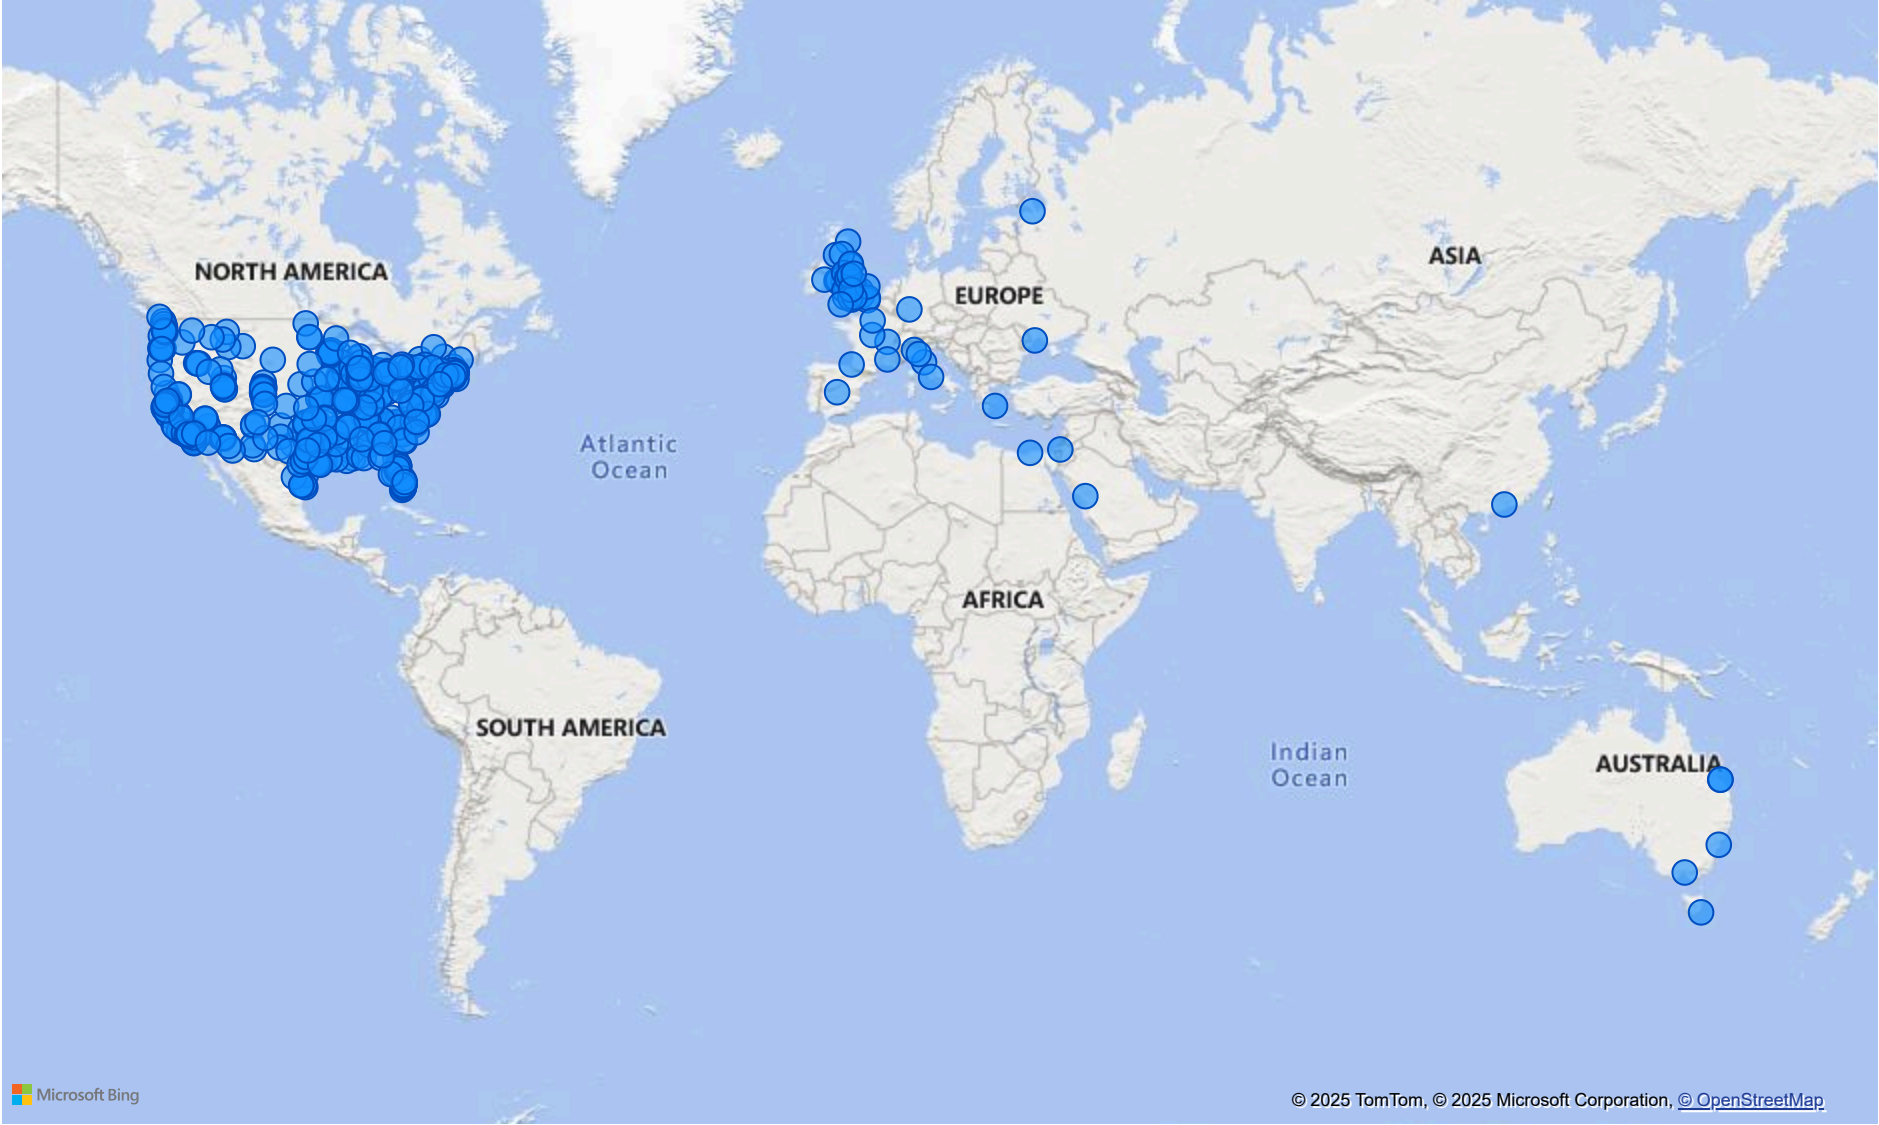 NORTH AMERICA
ASIA
EUROPE
Atlantic
Ocean
AFRICA
SOUTH AMERICA
Indian
Ocean
AUSTRALIA
Microsoft Bing
© 2025 TomTom, © 2025 Microsoft Corporation, © OpenStreetMap